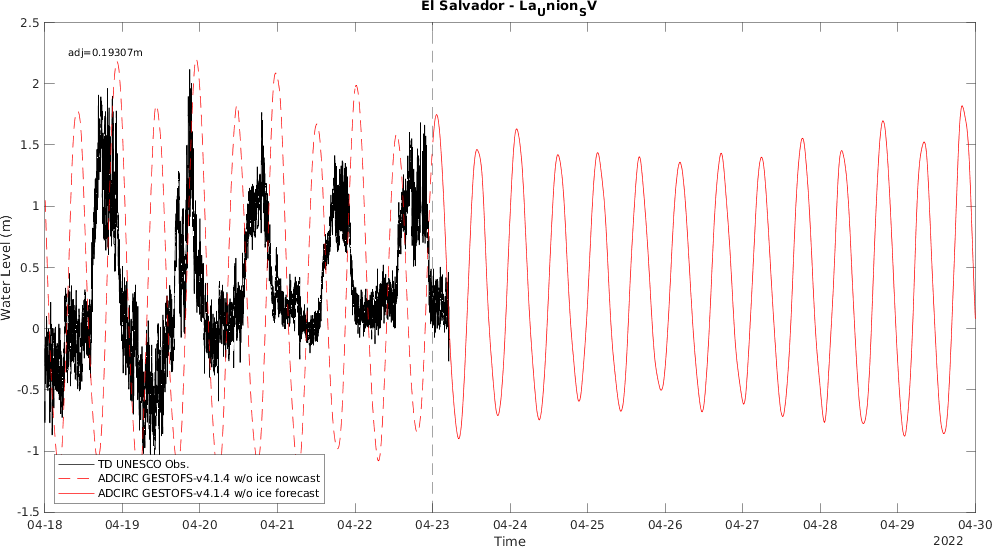 El Salvador - LaUnionSV
adj=0.19307m
2.5
2
1.5
1
0.5
0
-0.5
-1
-1.5
Water Level (m)
TD UNESCO Obs.
ADCIRC GESTOFS-v4.1.4 w/o ice nowcast
ADCIRC GESTOFS-v4.1.4 w/o ice forecast
04-18 04-19 04-20 04-21 04-22 04-23 04-24 04-25 04-26 04-27 04-28 04-29 04-30
Time
2022